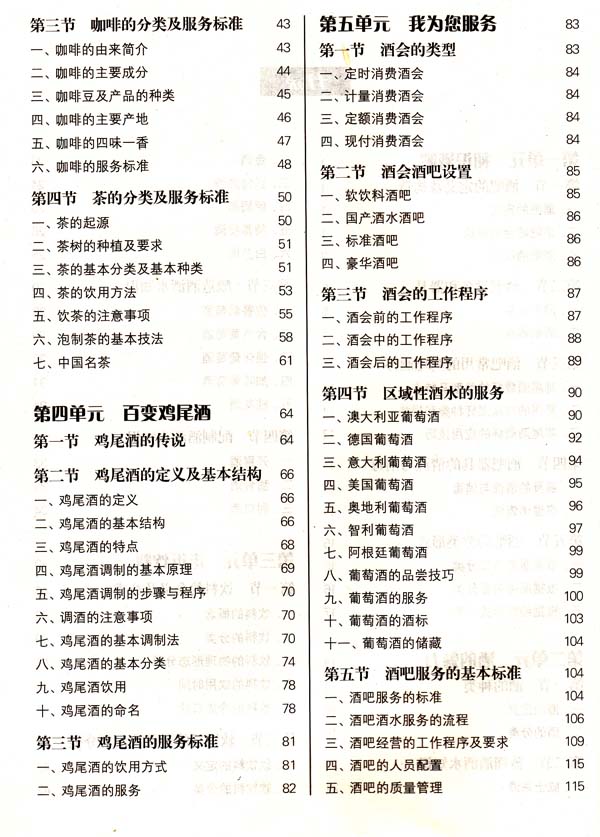 第三节 咖啡的分类及服务标准 43
一、咖啡的由来简介 43
二、咖啡的主要成分 44
三、咖啡豆及产品的种类 45
四、咖啡的主要产地 46
五、咖啡的四味一香 47
六、咖啡的服务标准 48
第四节 茶的分类及服务标准 50
一、茶的起源 50
二、茶树的种植及要求 51
三、茶的基本分类及基本种类 51
四、茶的饮用方法 53
五、饮茶的注意事项 55
六、泡制茶的基本技法 58
七、中国名茶 61
第四单元 百变鸡尾酒 64
第一节 鸡尾酒的传说 64
第二节 鸡尾酒的定义及基本结构 66
一、鸡尾酒的定义 66
二、鸡尾酒的基本结构 66
三、鸡尾酒的特点 68
四、鸡尾酒调制的基本原理 69
五、鸡尾酒调制的步骤与程序 70
六、调酒的注意事项 70
七、鸡尾酒的基本调制法 70
八、鸡尾酒的基本分类 74
九、鸡尾酒饮用 78
十、鸡尾酒的命名 78
第三节 鸡尾酒的服务标准 81
一、鸡尾酒的饮用方式 81
二、鸡尾酒的服务 82
第五单元 我为您服务 83
第一节 酒会的类型 83
一、定时消费酒会 84
二、计量消费酒会 84
三、定额消费酒会 84
四、现付消费酒会 84
第二节 酒会酒吧设置 85
一、软饮料酒吧 85
二、国产酒水酒吧 86
三、标准酒吧 86
四、豪华酒吧 86
第三节 酒会的工作程序 87
一、酒会前的工作程序 87
二、酒会中的工作程序 88
三、酒会后的工作程序 89
第四节 区域性酒水的服务 90
一、澳大利亚葡萄酒 90
二、德国葡萄酒 92
三、意大利葡萄酒 94
四、美国葡萄酒 95
五、奥地利葡萄酒 96
六、智利葡萄酒 97
七、阿根廷葡萄酒 99
八、葡萄酒的品尝技巧 99
九、葡萄酒的服务 100
十、葡萄酒的酒标 103
十一、葡萄酒的储藏 104
第五节 酒吧服务的基本标准 104
一、酒吧服务的标准 104
二、酒吧酒水服务的流程 106
三、酒吧经营的工作程序及要求 109
四、酒吧的人员配置 115
五、酒吧的质量管理 115